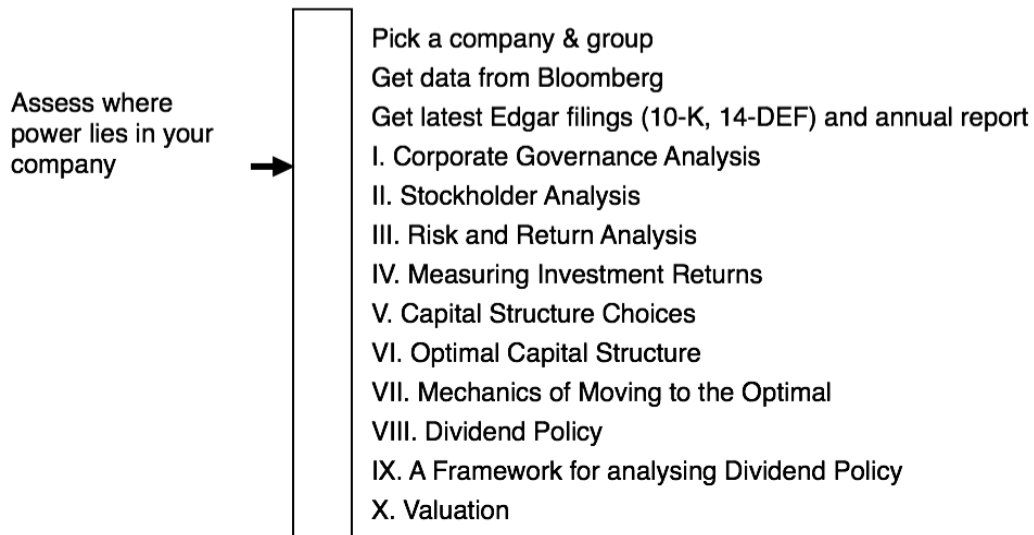 Assess where
power lies in your
company
Pick a company & group
Get data from Bloomberg
Get latest Edgar filings (10-K, 14-DEF) and annual report
I. Corporate Governance Analysis
II. Stockholder Analysis
III. Risk and Return Analysis
IV. Measuring Investment Returns
V. Capital Structure Choices
VI. Optimal Capital Structure
VII. Mechanics of Moving to the Optimal
VIII. Dividend Policy
IX. A Framework for analysing Dividend Policy
X. Valuation